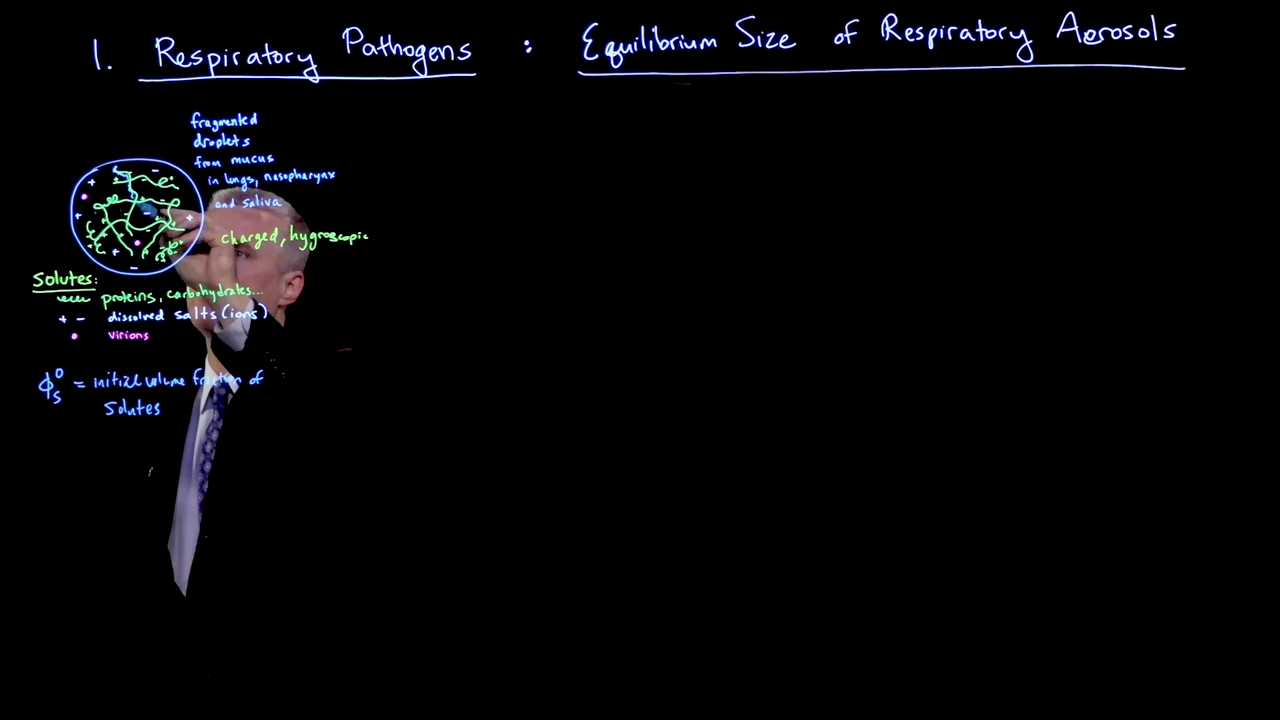 1. Respiratory Pathogens : Equilibrium Size of Respiratory Aerosols
fragmented
droplets
from mucus
in lungs, nasopharynx
and saliva
charged, hygroscopic
Solutes:
proteins, carbohydrates...
+ - dissolved salts (ions)
virions
ϕₛ⁰ = initial volume fraction of
solutes